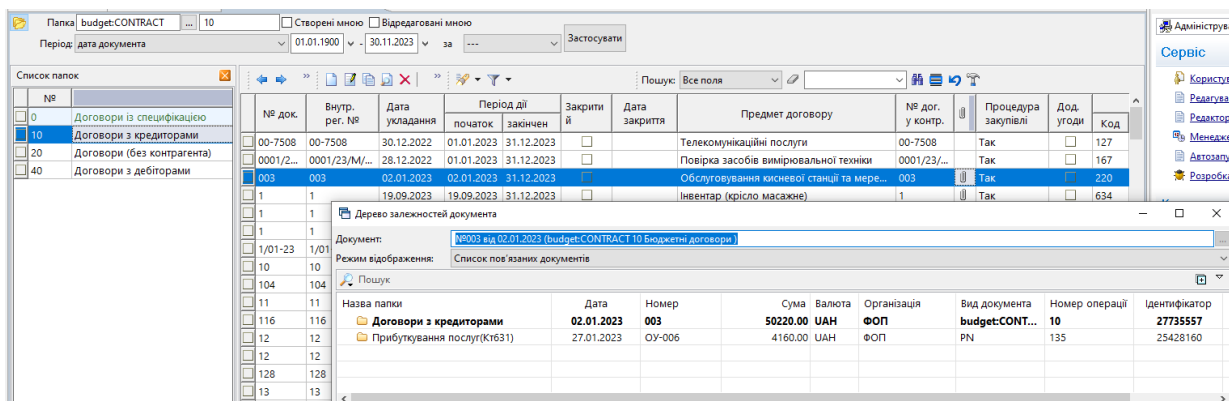 Папка budget:CONTRACT ... 10 Створені мною Відредаговані мною
Період: дата документа 01.01.1900 - 30.11.2023 за --- Застосувати
Список папок
№
0 Договори із специфікацією
10 Договори з кредиторами
20 Договори (без контрагента)
40 Договори з дебіторами
Пошук: Все поля
№ док. Внутр. рег. № Дата укладання Період дії початок закінчен Закрити й Дата закриття Предмет договору № дог. у контр. Процедура закупівлі Дод. угоди Код
00-7508 00-7508 30.12.2022 01.01.2023 31.12.2023 Телекомунікаційні послуги 00-7508 Так 127
0001/2... 0001/23/М/... 28.12.2022 01.01.2023 31.12.2023 Повірка засобів вимірювальної техніки 0001/23/... Так 167
003 003 02.01.2023 02.01.2023 31.12.2023 Обслуговування кисневої станції та мере... 003 Так 220
1 1 19.09.2023 19.09.2023 31.12.2023 Інвентар (крісло масажне) 1 Так 634
1 1
1 1
1/01-23 1/01
10 10
104 104
11 11
116 116
12 12
12 12
128 128
13 13
Дерево залежностей документа
Документ: №003 від 02.01.2023 (budget:CONTRACT 10 Бюджетні договори ) ...
Режим відображення: Список пов'язаних документів
Пошук
Назва папки Дата Номер Сума Валюта Організація Вид документа Номер операції Ідентифікатор
Договори з кредиторами 02.01.2023 003 50220.00 UAH ФОП budget:CONT... 10 27735557
Прибуткування послуг(Кт631) 27.01.2023 ОУ-006 4160.00 UAH ФОП PN 135 25428160
Адмініструва
Сервіс
Користув
Редагува
Редактор
Менедже
Автозапу
Розробка